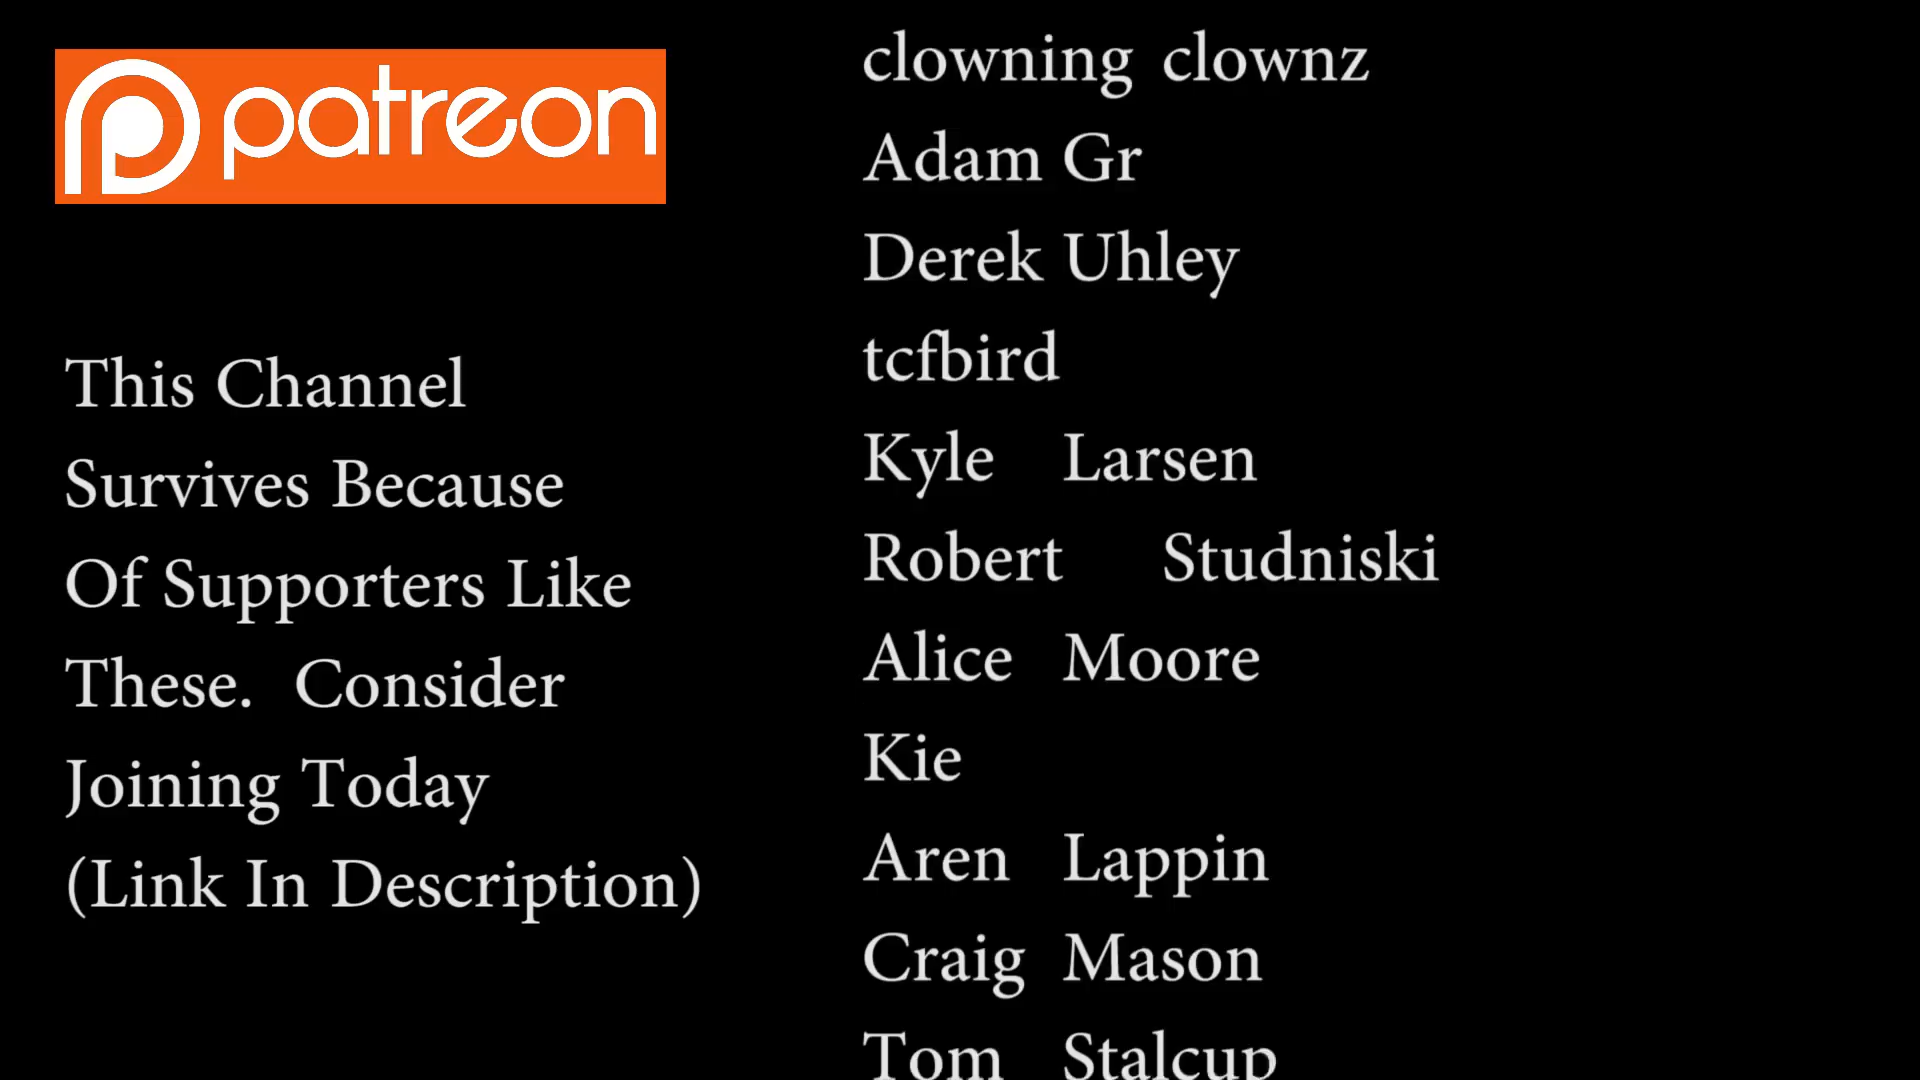 patreon
This Channel
Survives Because
Of Supporters Like
These. Consider
Joining Today
(Link In Description)
clowning clownz
Adam Gr
Derek Uhley
tcfbird
Kyle Larsen
Robert Studniski
Alice Moore
Kie
Aren Lappin
Craig Mason
Tom Stalcup